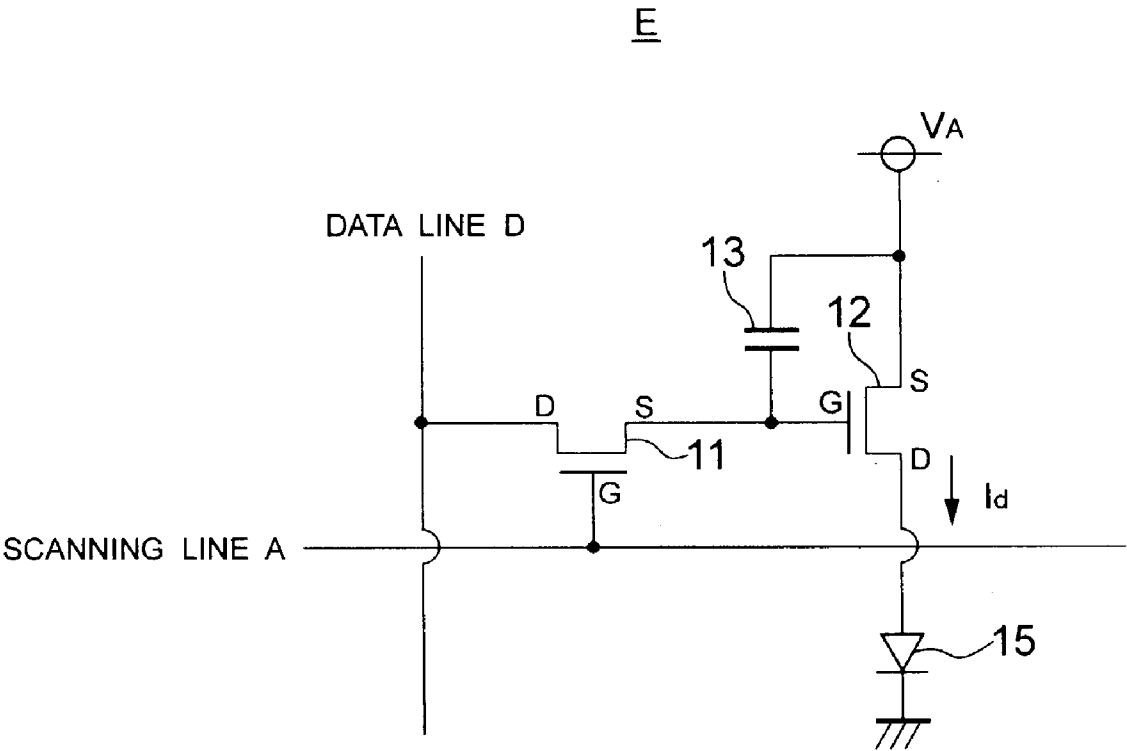 E
VA
DATA LINE D
13
12
S
G
D S
11
D
G
Id
SCANNING LINE A
15